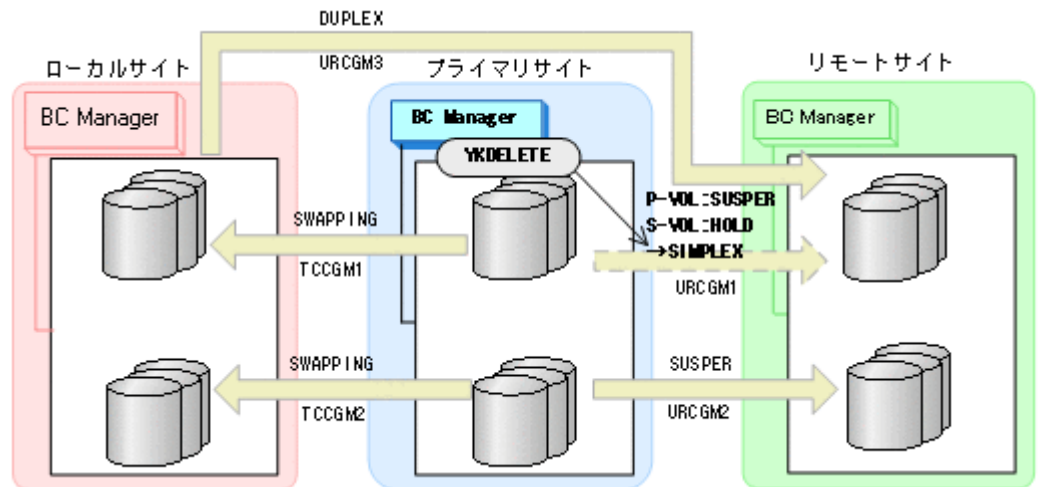 DUPLEX
URCGM3
ローカルサイト
プライマリサイト
リモートサイト
BC Manager
BC Manager
BC Manager
YKDELETE
P-VOL:SUSPER
S-VOL:HOLD
→SIMPLEX
SWAPPING
TCCGM1
URCGM1
SWAPPING
SUSPER
TCCGM2
URCGM2